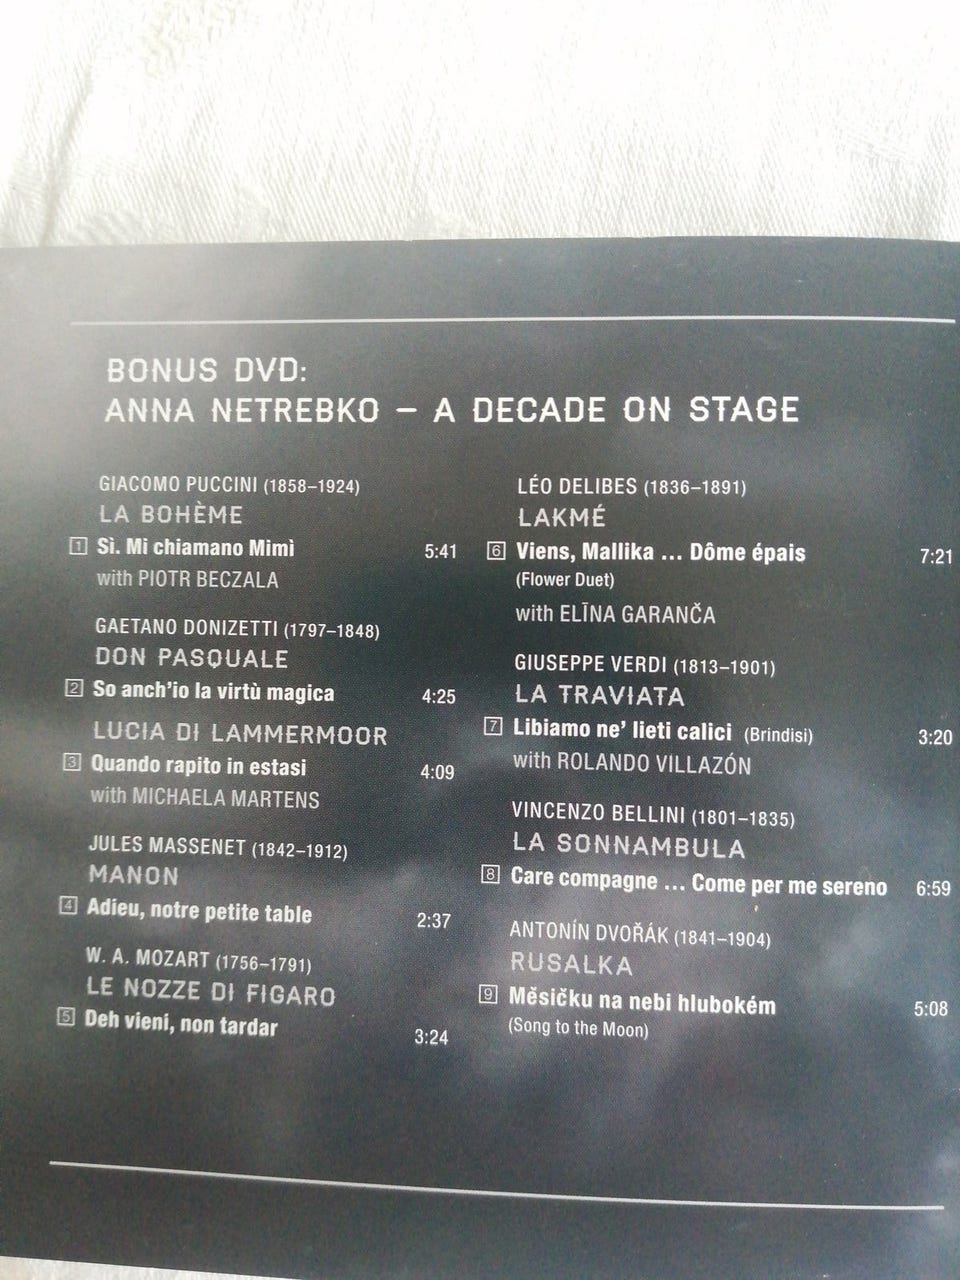 BONUS DVD:
ANNA NETREBKO – A DECADE ON STAGE
GIACOMO PUCCINI (1858–1924)
LA BOHÈME
1 Sì. Mi chiamano Mimì 5:41
with PIOTR BECZALA
GAETANO DONIZETTI (1797–1848)
DON PASQUALE
2 So anch'io la virtù magica 4:25
LUCIA DI LAMMERMOOR
3 Quando rapito in estasi 4:09
with MICHAELA MARTENS
JULES MASSENET (1842–1912)
MANON
4 Adieu, notre petite table 2:37
W. A. MOZART (1756–1791)
LE NOZZE DI FIGARO
5 Deh vieni, non tardar 3:24
LÉO DELIBES (1836–1891)
LAKMÉ
6 Viens, Mallika ... Dôme épais 7:21
(Flower Duet)
with ELĪNA GARANČA
GIUSEPPE VERDI (1813–1901)
LA TRAVIATA
7 Libiamo ne' lieti calici (Brindisi) 3:20
with ROLANDO VILLAZÓN
VINCENZO BELLINI (1801–1835)
LA SONNAMBULA
8 Care compagne ... Come per me sereno 6:59
ANTONÍN DVOŘÁK (1841–1904)
RUSALKA
9 Měsíčku na nebi hlubokém 5:08
(Song to the Moon)